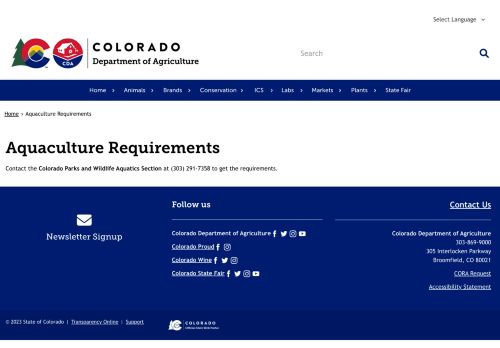 Select Language
CDA
COLORADO
Department of Agriculture
Search
Home Animals Brands Conservation ICS Labs Markets Plants State Fair
Home › Aquaculture Requirements
Aquaculture Requirements
Contact the Colorado Parks and Wildlife Aquatics Section at (303) 291-7358 to get the requirements.
Newsletter Signup
Follow us
Colorado Department of Agriculture
Colorado Proud
Colorado Wine
Colorado State Fair
Contact Us
Colorado Department of Agriculture
303-869-9000
305 Interlocken Parkway
Broomfield, CO 80021
CORA Request
Accessibility Statement
© 2023 State of Colorado | Transparency Online | Support
COLORADO
Official State Web Portal